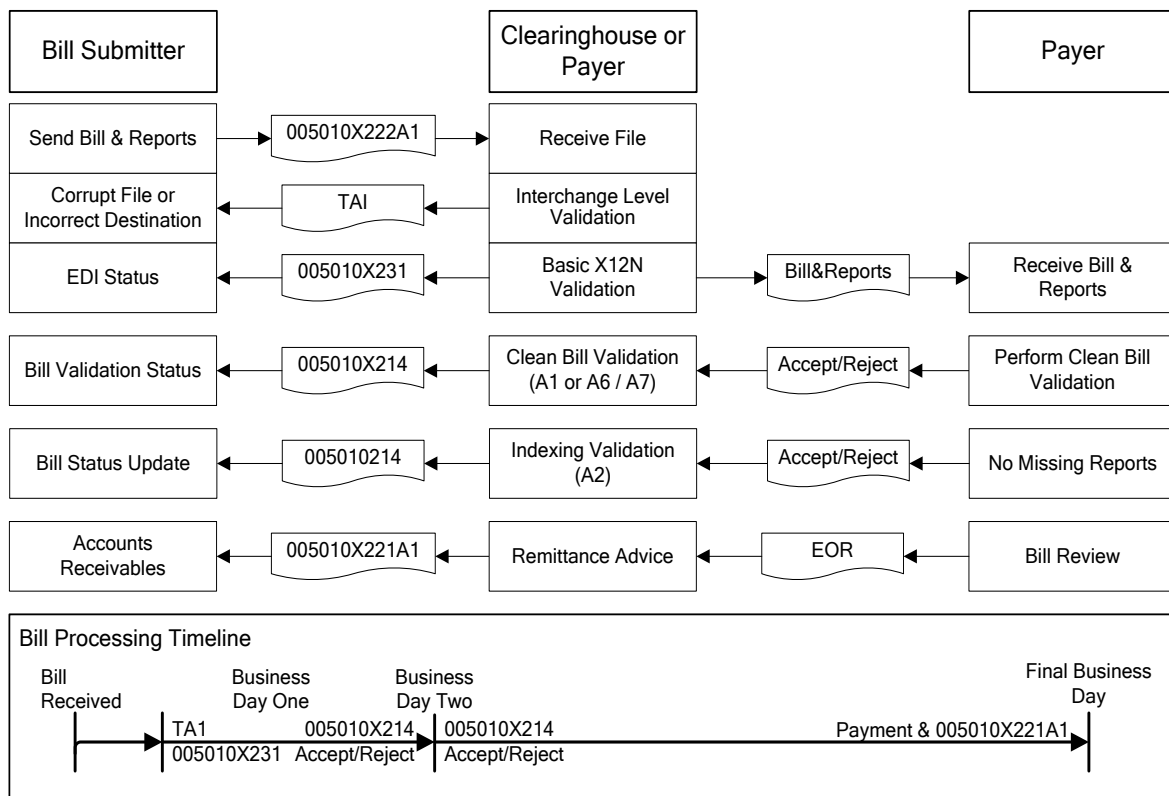 Bill Submitter
Clearinghouse or
Payer
Payer
Send Bill & Reports
005010X222A1
Receive File
Corrupt File or
Incorrect Destination
TAI
Interchange Level
Validation
EDI Status
005010X231
Basic X12N
Validation
Bill&Reports
Receive Bill &
Reports
Bill Validation Status
005010X214
Clean Bill Validation
(A1 or A6 / A7)
Accept/Reject
Perform Clean Bill
Validation
Bill Status Update
005010214
Indexing Validation
(A2)
Accept/Reject
No Missing Reports
Accounts
Receivables
005010X221A1
Remittance Advice
EOR
Bill Review
Bill Processing Timeline
Bill
Received
Business
Day One
Business
Day Two
Final Business
Day
TA1
005010X214
005010X214
Payment & 005010X221A1
005010X231
Accept/Reject
Accept/Reject